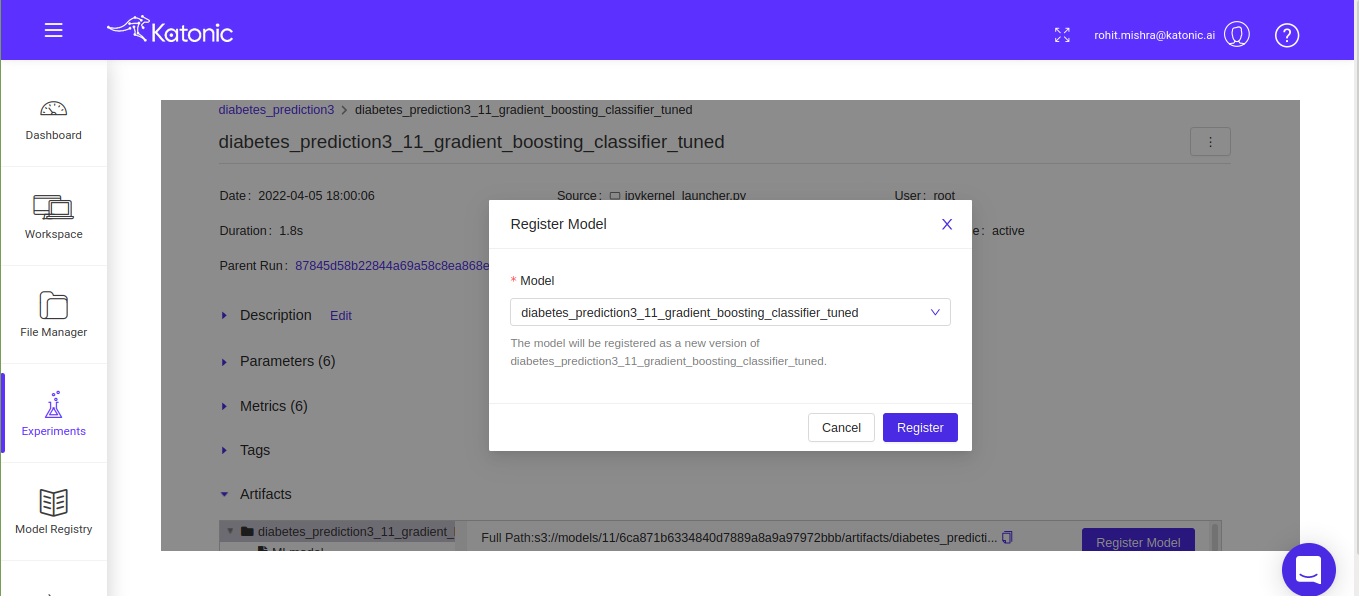 Katonic
rohit.mishra@katonic.ai
?
Dashboard
Workspace
File Manager
Experiments
Model Registry
diabetes_prediction3 > diabetes_prediction3_11_gradient_boosting_classifier_tuned
diabetes_prediction3_11_gradient_boosting_classifier_tuned
Date : 2022-04-05 18:00:06
Source : ipykernel_launcher.py
User : root
Duration : 1.8s
e : active
Parent Run : 87845d58b22844a69a58c8ea868e
Description Edit
Parameters (6)
Metrics (6)
Tags
Artifacts
diabetes_prediction3_11_gradient_
MLmodel
Full Path:s3://models/11/6ca871b6334840d7889a8a9a97972bbb/artifacts/diabetes_predicti...
Register Model
Register Model
X
* Model
diabetes_prediction3_11_gradient_boosting_classifier_tuned
The model will be registered as a new version of
diabetes_prediction3_11_gradient_boosting_classifier_tuned.
Cancel
Register